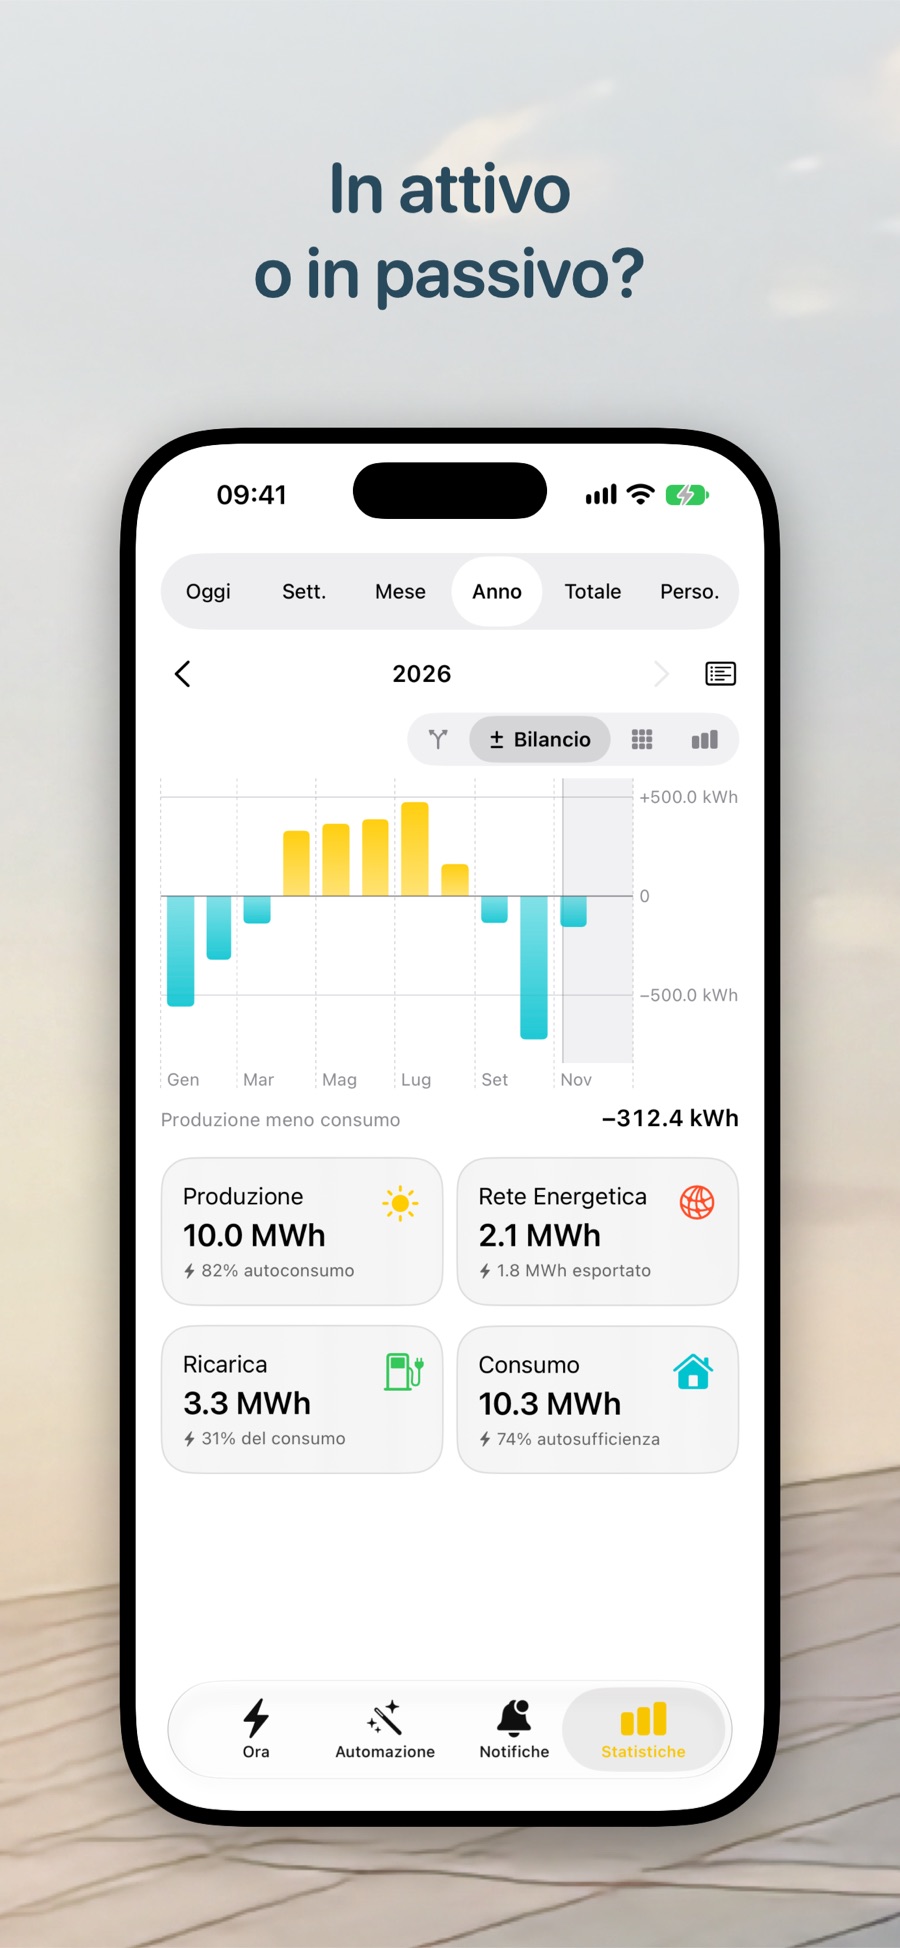 In attivo
o in passivo?
09:41
Oggi Sett. Mese Anno Totale Perso.
2026
± Bilancio
+500.0 kWh
0
−500.0 kWh
Gen Mar Mag Lug Set Nov
Produzione meno consumo −312.4 kWh
Produzione
10.0 MWh
82% autoconsumo
Rete Energetica
2.1 MWh
1.8 MWh esportato
Ricarica
3.3 MWh
31% del consumo
Consumo
10.3 MWh
74% autosufficienza
Ora Automazione Notifiche Statistiche